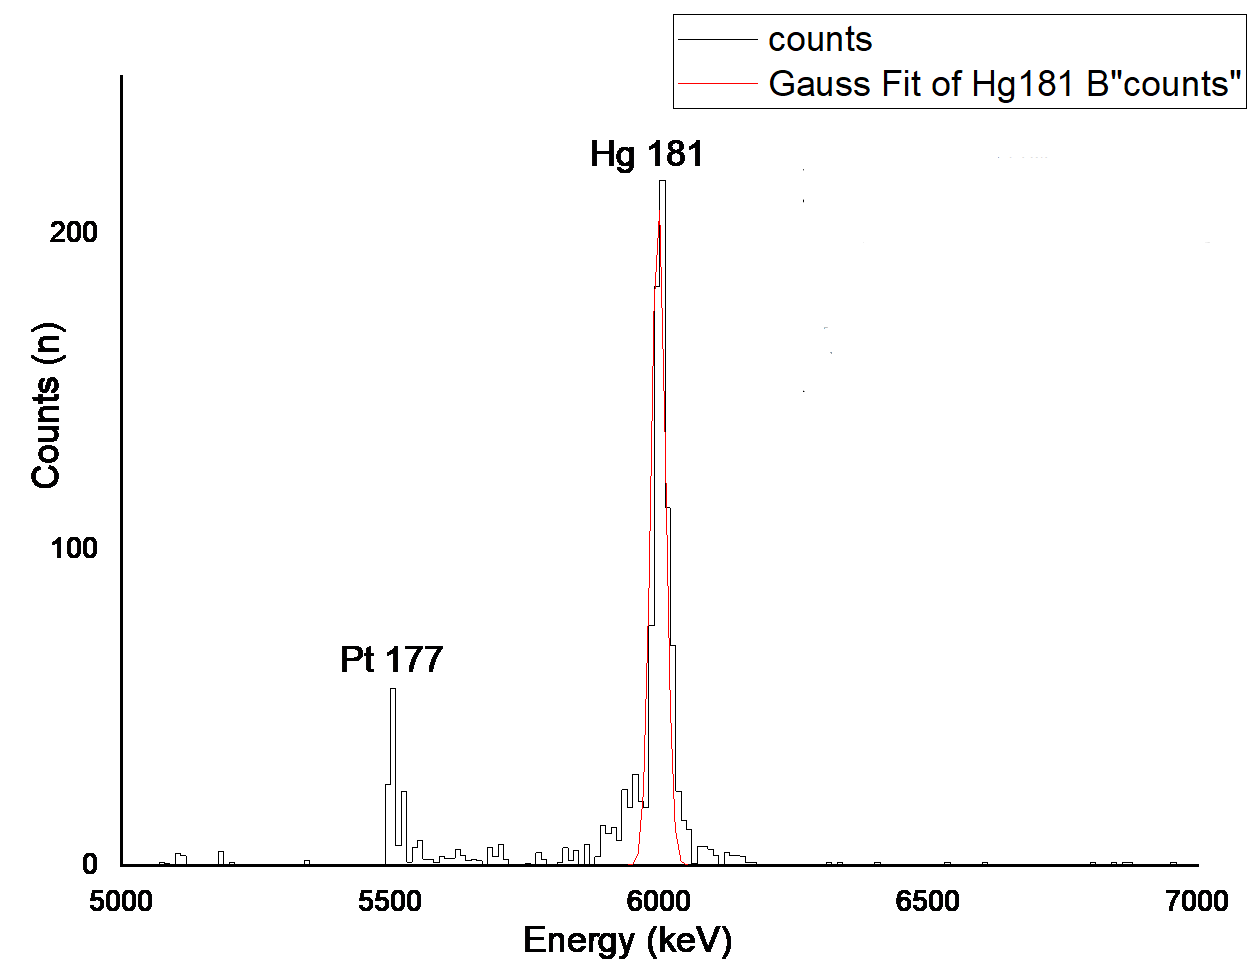 counts
Gauss Fit of Hg181 B"counts"
Hg 181
200
Counts (n)
100
Pt 177
0
5000 5500 6000 6500 7000
Energy (keV)